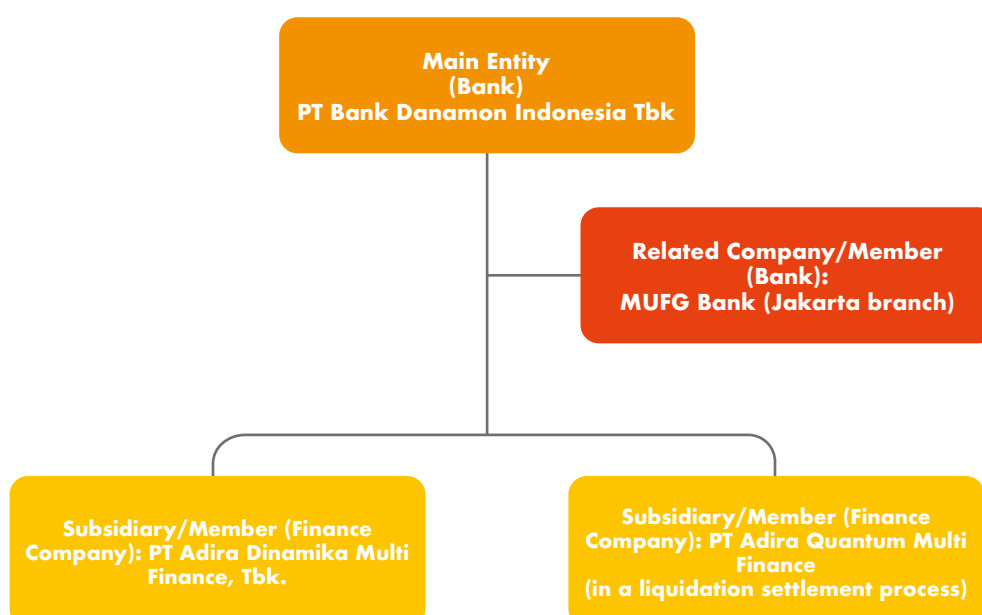 Main Entity
(Bank)
PT Bank Danamon Indonesia Tbk
Related Company/Member
(Bank):
MUFG Bank (Jakarta branch)
Subsidiary/Member (Finance
Company): PT Adira Dinamika Multi
Finance, Tbk.
Subsidiary/Member (Finance
Company): PT Adira Quantum Multi
Finance
(in a liquidation settlement process)